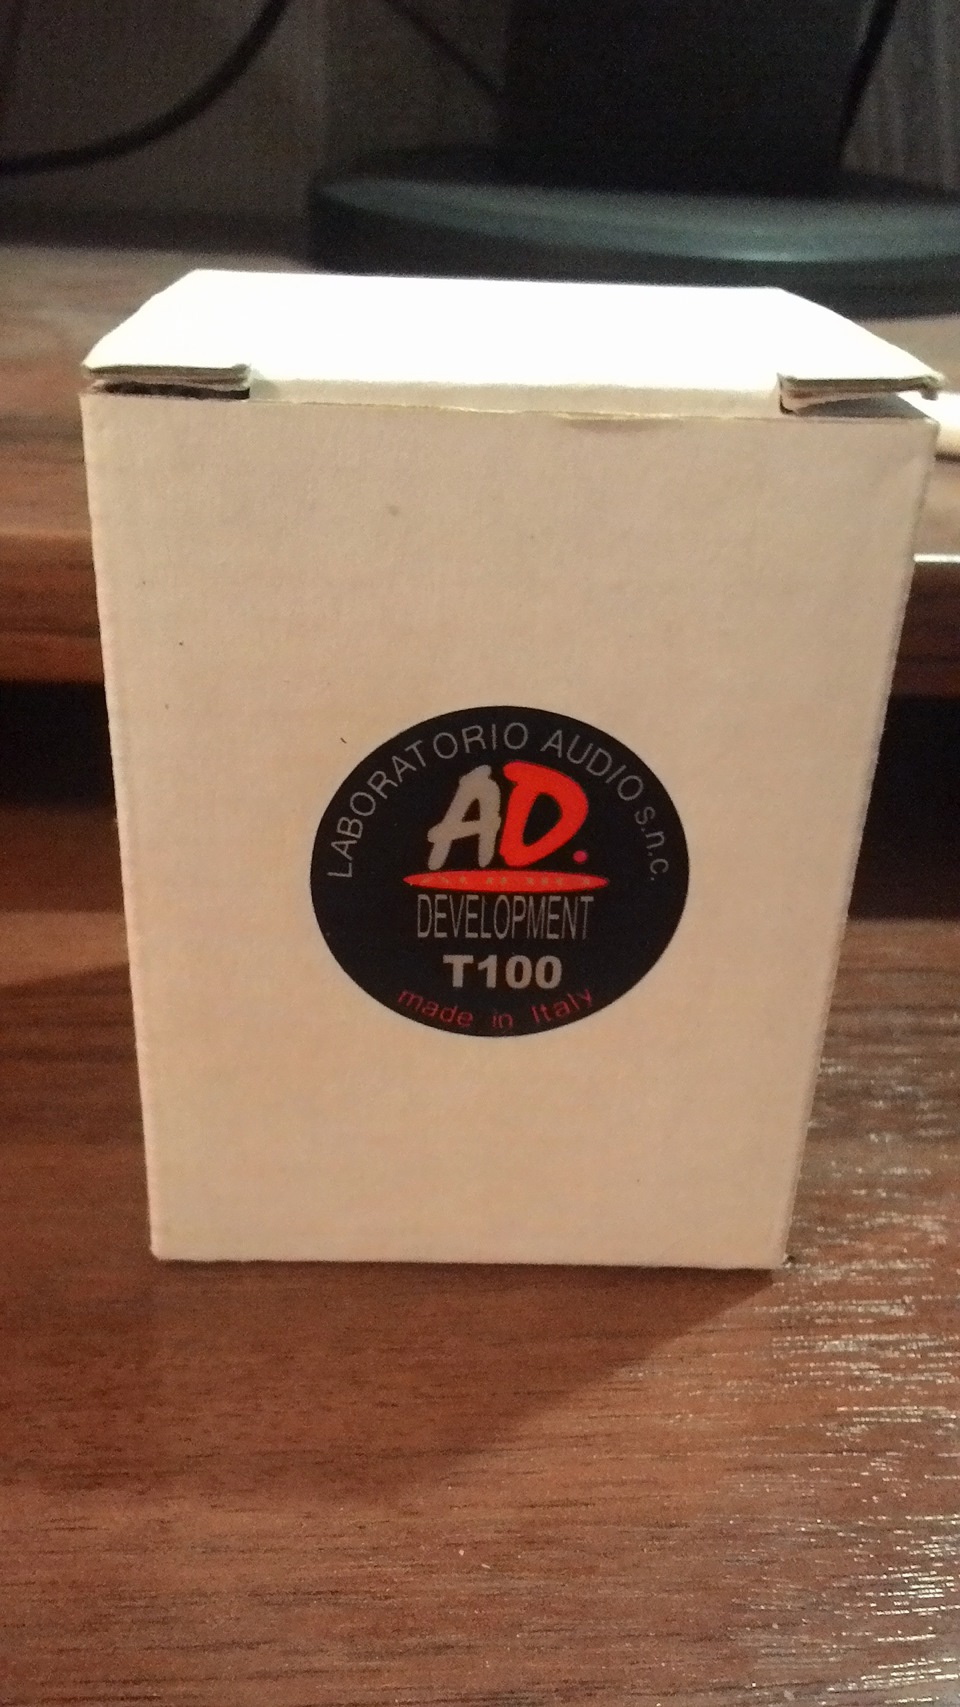 LABORATORIO AUDIO s.n.c.
AD.
DEVELOPMENT
T100
made in Italy